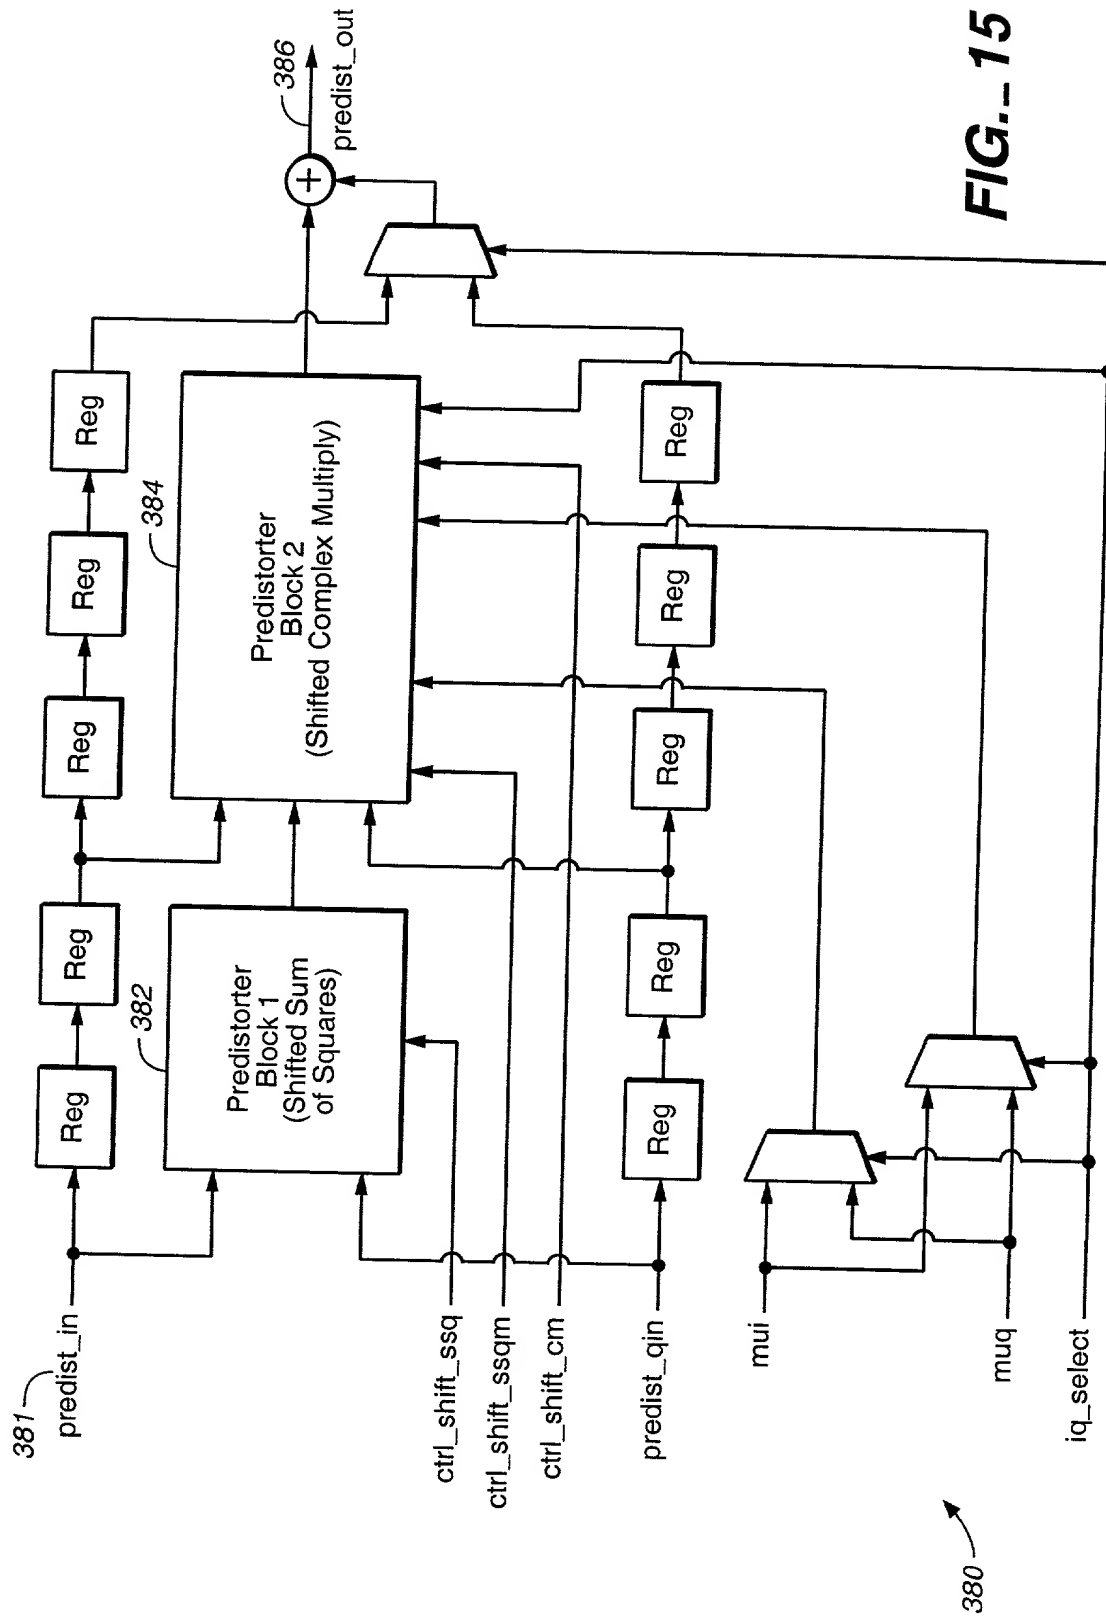 381
predist_in
Reg
Reg
Reg
Reg
Reg
382
Predistorter
Block 1
(Shifted Sum
of Squares)
384
Predistorter
Block 2
(Shifted Complex Multiply)
386
predist_out
ctrl_shift_ssq
ctrl_shift_ssqm
ctrl_shift_cm
predist_qin
Reg
Reg
Reg
Reg
Reg
mui
muq
iq_select
380
FIG._15